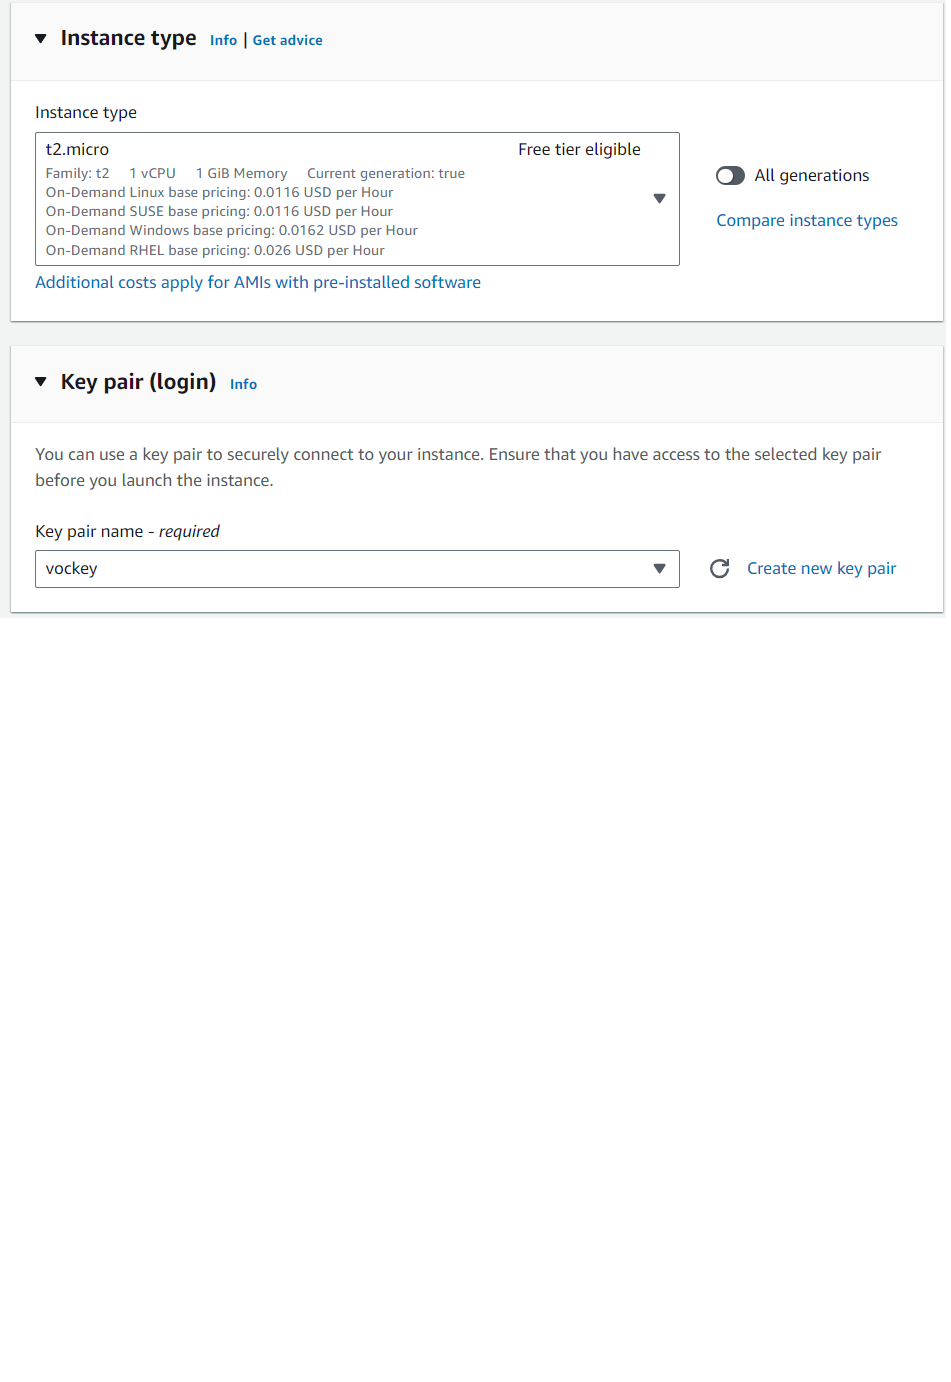 Instance type Info | Get advice
Instance type
t2.micro Free tier eligible
Family: t2 1 vCPU 1 GiB Memory Current generation: true
On-Demand Linux base pricing: 0.0116 USD per Hour
On-Demand SUSE base pricing: 0.0116 USD per Hour
On-Demand Windows base pricing: 0.0162 USD per Hour
On-Demand RHEL base pricing: 0.026 USD per Hour
All generations
Compare instance types
Additional costs apply for AMIs with pre-installed software
Key pair (login) Info
You can use a key pair to securely connect to your instance. Ensure that you have access to the selected key pair
before you launch the instance.
Key pair name - required
vockey
Create new key pair